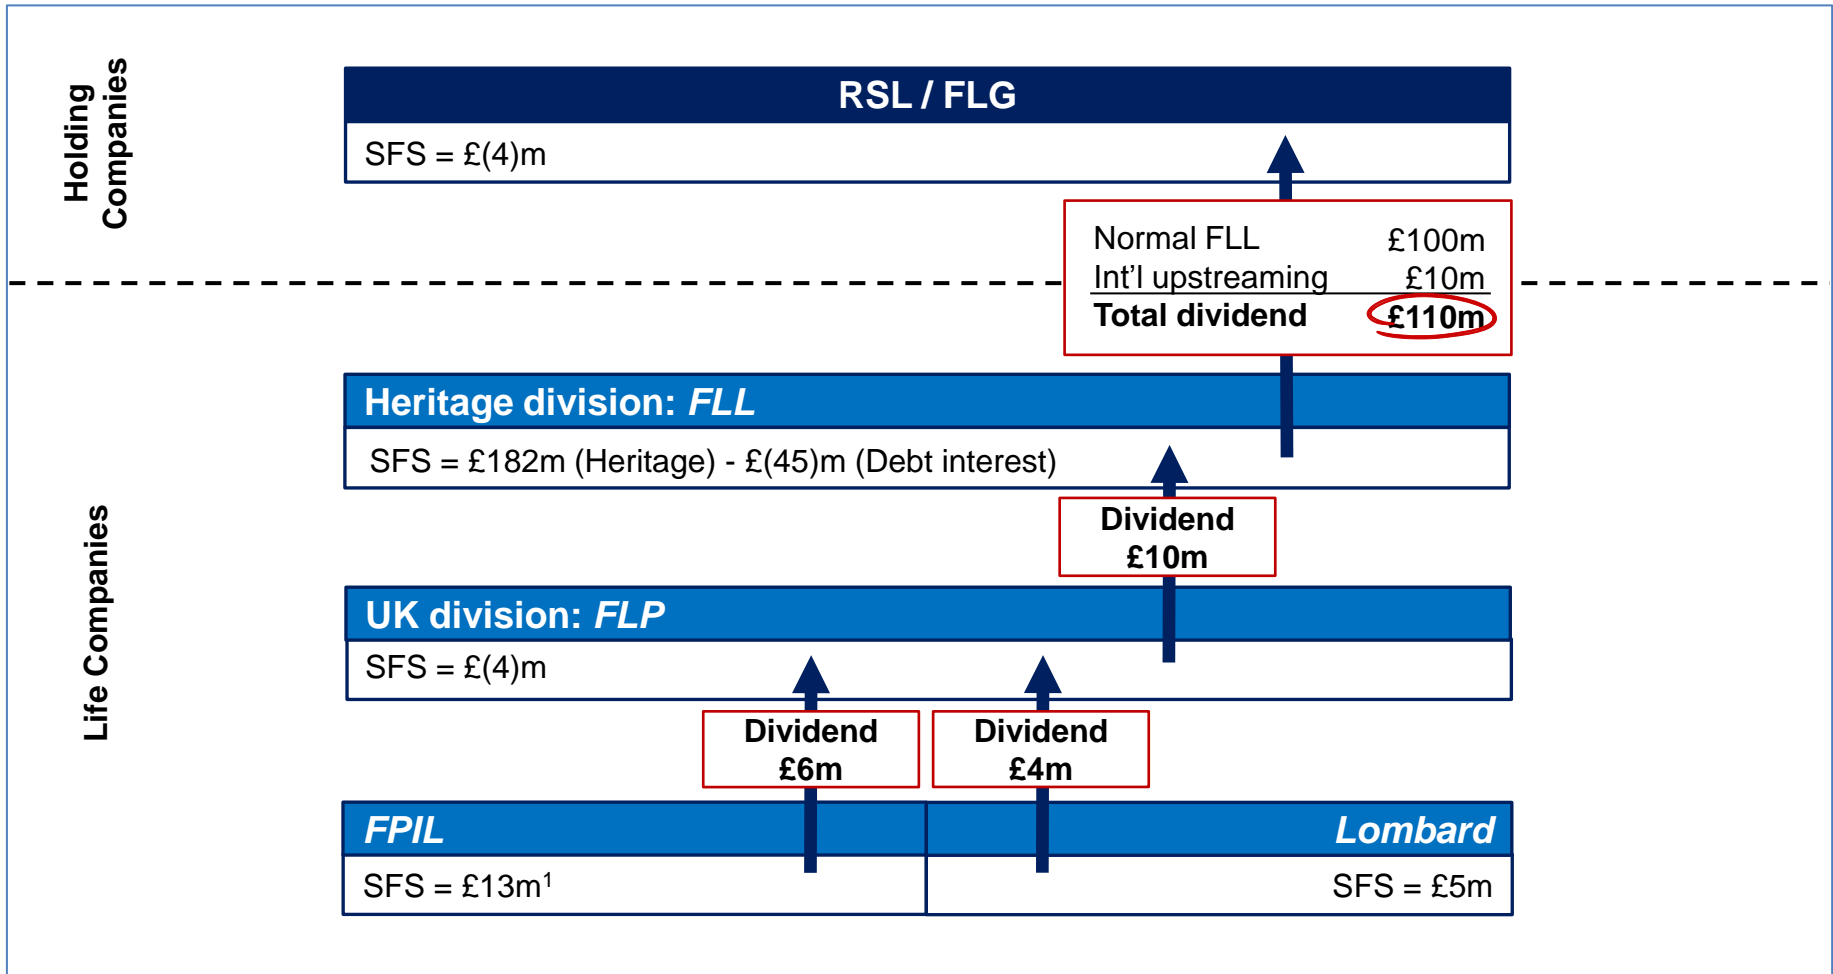 Holding
Companies
RSL / FLG
SFS = £(4)m
Normal FLL £100m
Int'l upstreaming £10m
Total dividend £110m
Life Companies
Heritage division: FLL
SFS = £182m (Heritage) - £(45)m (Debt interest)
Dividend
£10m
UK division: FLP
SFS = £(4)m
Dividend
£6m
Dividend
£4m
FPIL
Lombard
SFS = £13m¹
SFS = £5m